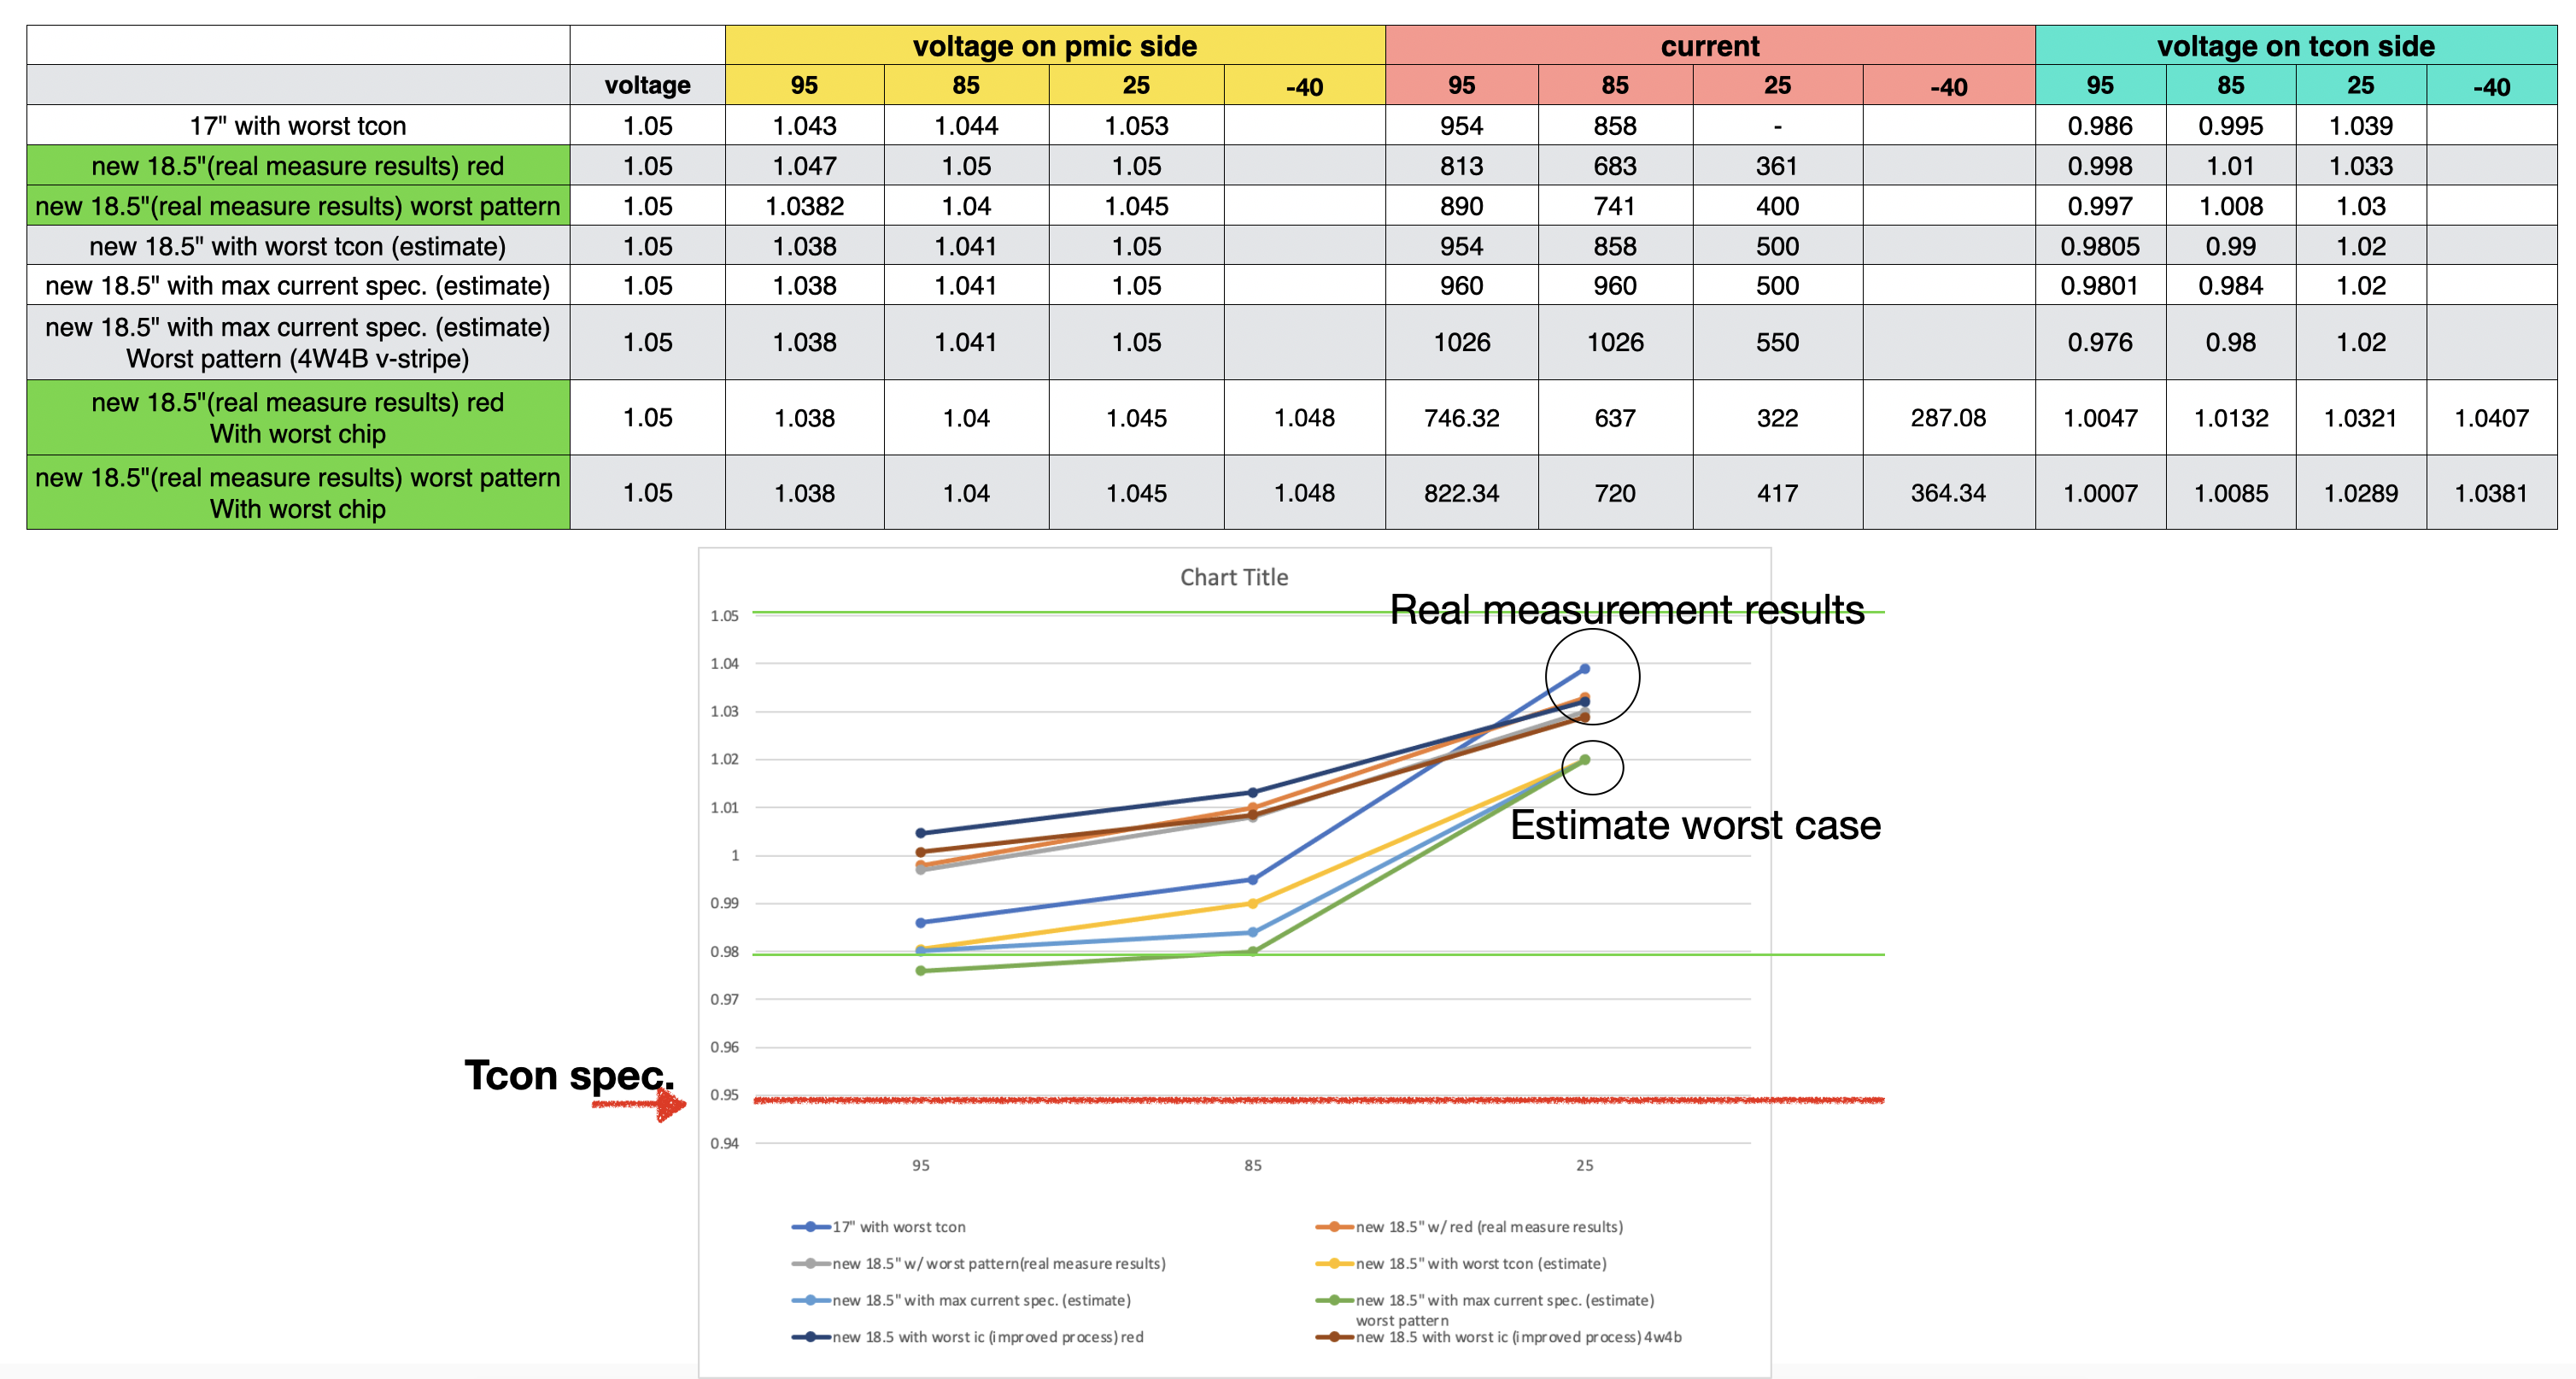 voltage on pmic side current voltage on tcon side
voltage 95 85 25 -40 95 85 25 -40 95 85 25 -40
17" with worst tcon 1.05 1.043 1.044 1.053 954 858 - 0.986 0.995 1.039
new 18.5"(real measure results) red 1.05 1.047 1.05 1.05 813 683 361 0.998 1.01 1.033
new 18.5"(real measure results) worst pattern 1.05 1.0382 1.04 1.045 890 741 400 0.997 1.008 1.03
new 18.5" with worst tcon (estimate) 1.05 1.038 1.041 1.05 954 858 500 0.9805 0.99 1.02
new 18.5" with max current spec. (estimate) 1.05 1.038 1.041 1.05 960 960 500 0.9801 0.984 1.02
new 18.5" with max current spec. (estimate)
Worst pattern (4W4B v-stripe) 1.05 1.038 1.041 1.05 1026 1026 550 0.976 0.98 1.02
new 18.5"(real measure results) red
With worst chip 1.05 1.038 1.04 1.045 1.048 746.32 637 322 287.08 1.0047 1.0132 1.0321 1.0407
new 18.5"(real measure results) worst pattern
With worst chip 1.05 1.038 1.04 1.045 1.048 822.34 720 417 364.34 1.0007 1.0085 1.0289 1.0381
Chart Title
Real measurement results
1.05
1.04
1.03
1.02
1.01
Estimate worst case
1
0.99
0.98
0.97
0.96
Tcon spec.
0.95
0.94
95 85 25
17" with worst tcon new 18.5" w/ red (real measure results)
new 18.5" w/ worst pattern(real measure results) new 18.5" with worst tcon (estimate)
new 18.5" with max current spec. (estimate) new 18.5" with max current spec. (estimate)
worst pattern
new 18.5 with worst ic (improved process) red new 18.5 with worst ic (improved process) 4w4b